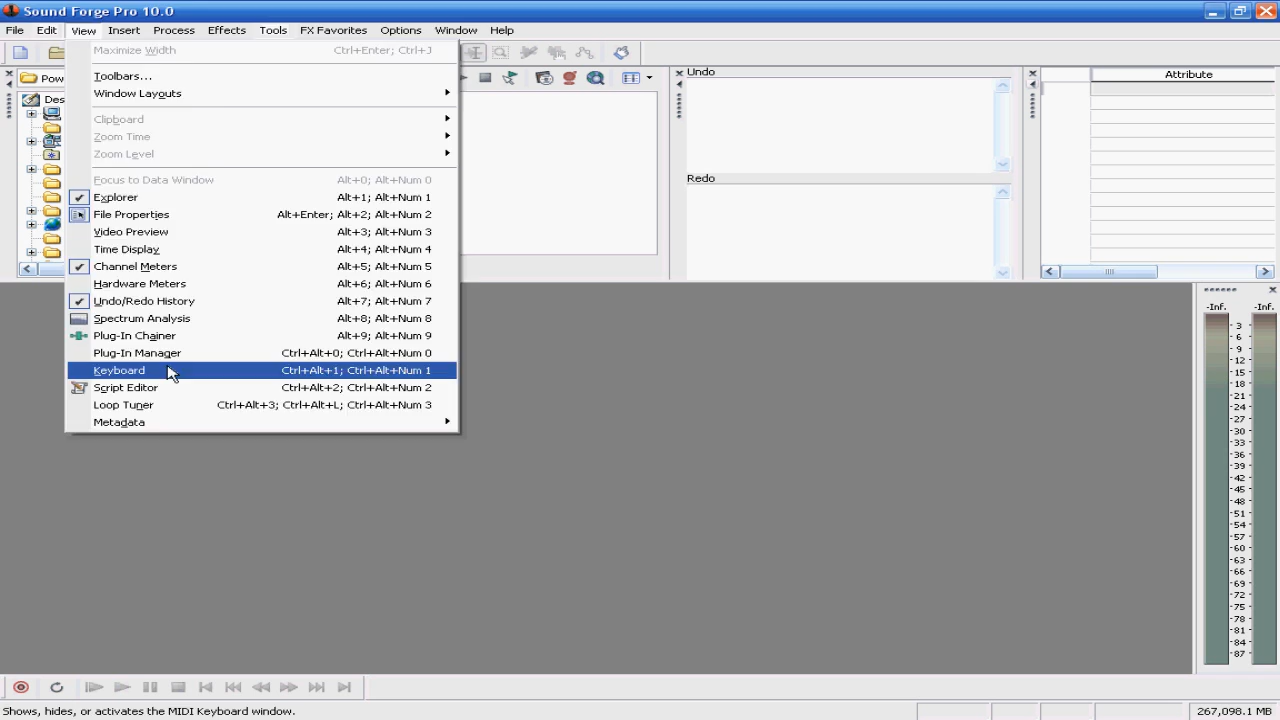 Sound Forge Pro 10.0
File Edit View Insert Process Effects Tools FX Favorites Options Window Help
Maximize Width Ctrl+Enter; Ctrl+J
Toolbars...
Window Layouts
Clipboard
Zoom Time
Zoom Level
Focus to Data Window Alt+0; Alt+Num 0
Explorer Alt+1; Alt+Num 1
File Properties Alt+Enter; Alt+2; Alt+Num 2
Video Preview Alt+3; Alt+Num 3
Time Display Alt+4; Alt+Num 4
Channel Meters Alt+5; Alt+Num 5
Hardware Meters Alt+6; Alt+Num 6
Undo/Redo History Alt+7; Alt+Num 7
Spectrum Analysis Alt+8; Alt+Num 8
Plug-In Chainer Alt+9; Alt+Num 9
Plug-In Manager Ctrl+Alt+0; Ctrl+Alt+Num 0
Keyboard Ctrl+Alt+1; Ctrl+Alt+Num 1
Script Editor Ctrl+Alt+2; Ctrl+Alt+Num 2
Loop Tuner Ctrl+Alt+3; Ctrl+Alt+L; Ctrl+Alt+Num 3
Metadata
Pow
Des
Undo
Redo
Attribute
-Inf. -Inf.
3
6
9
12
15
18
21
24
27
30
33
36
39
42
45
48
51
54
57
60
63
66
69
72
75
78
81
84
87
Shows, hides, or activates the MIDI Keyboard window.
267,098.1 MB